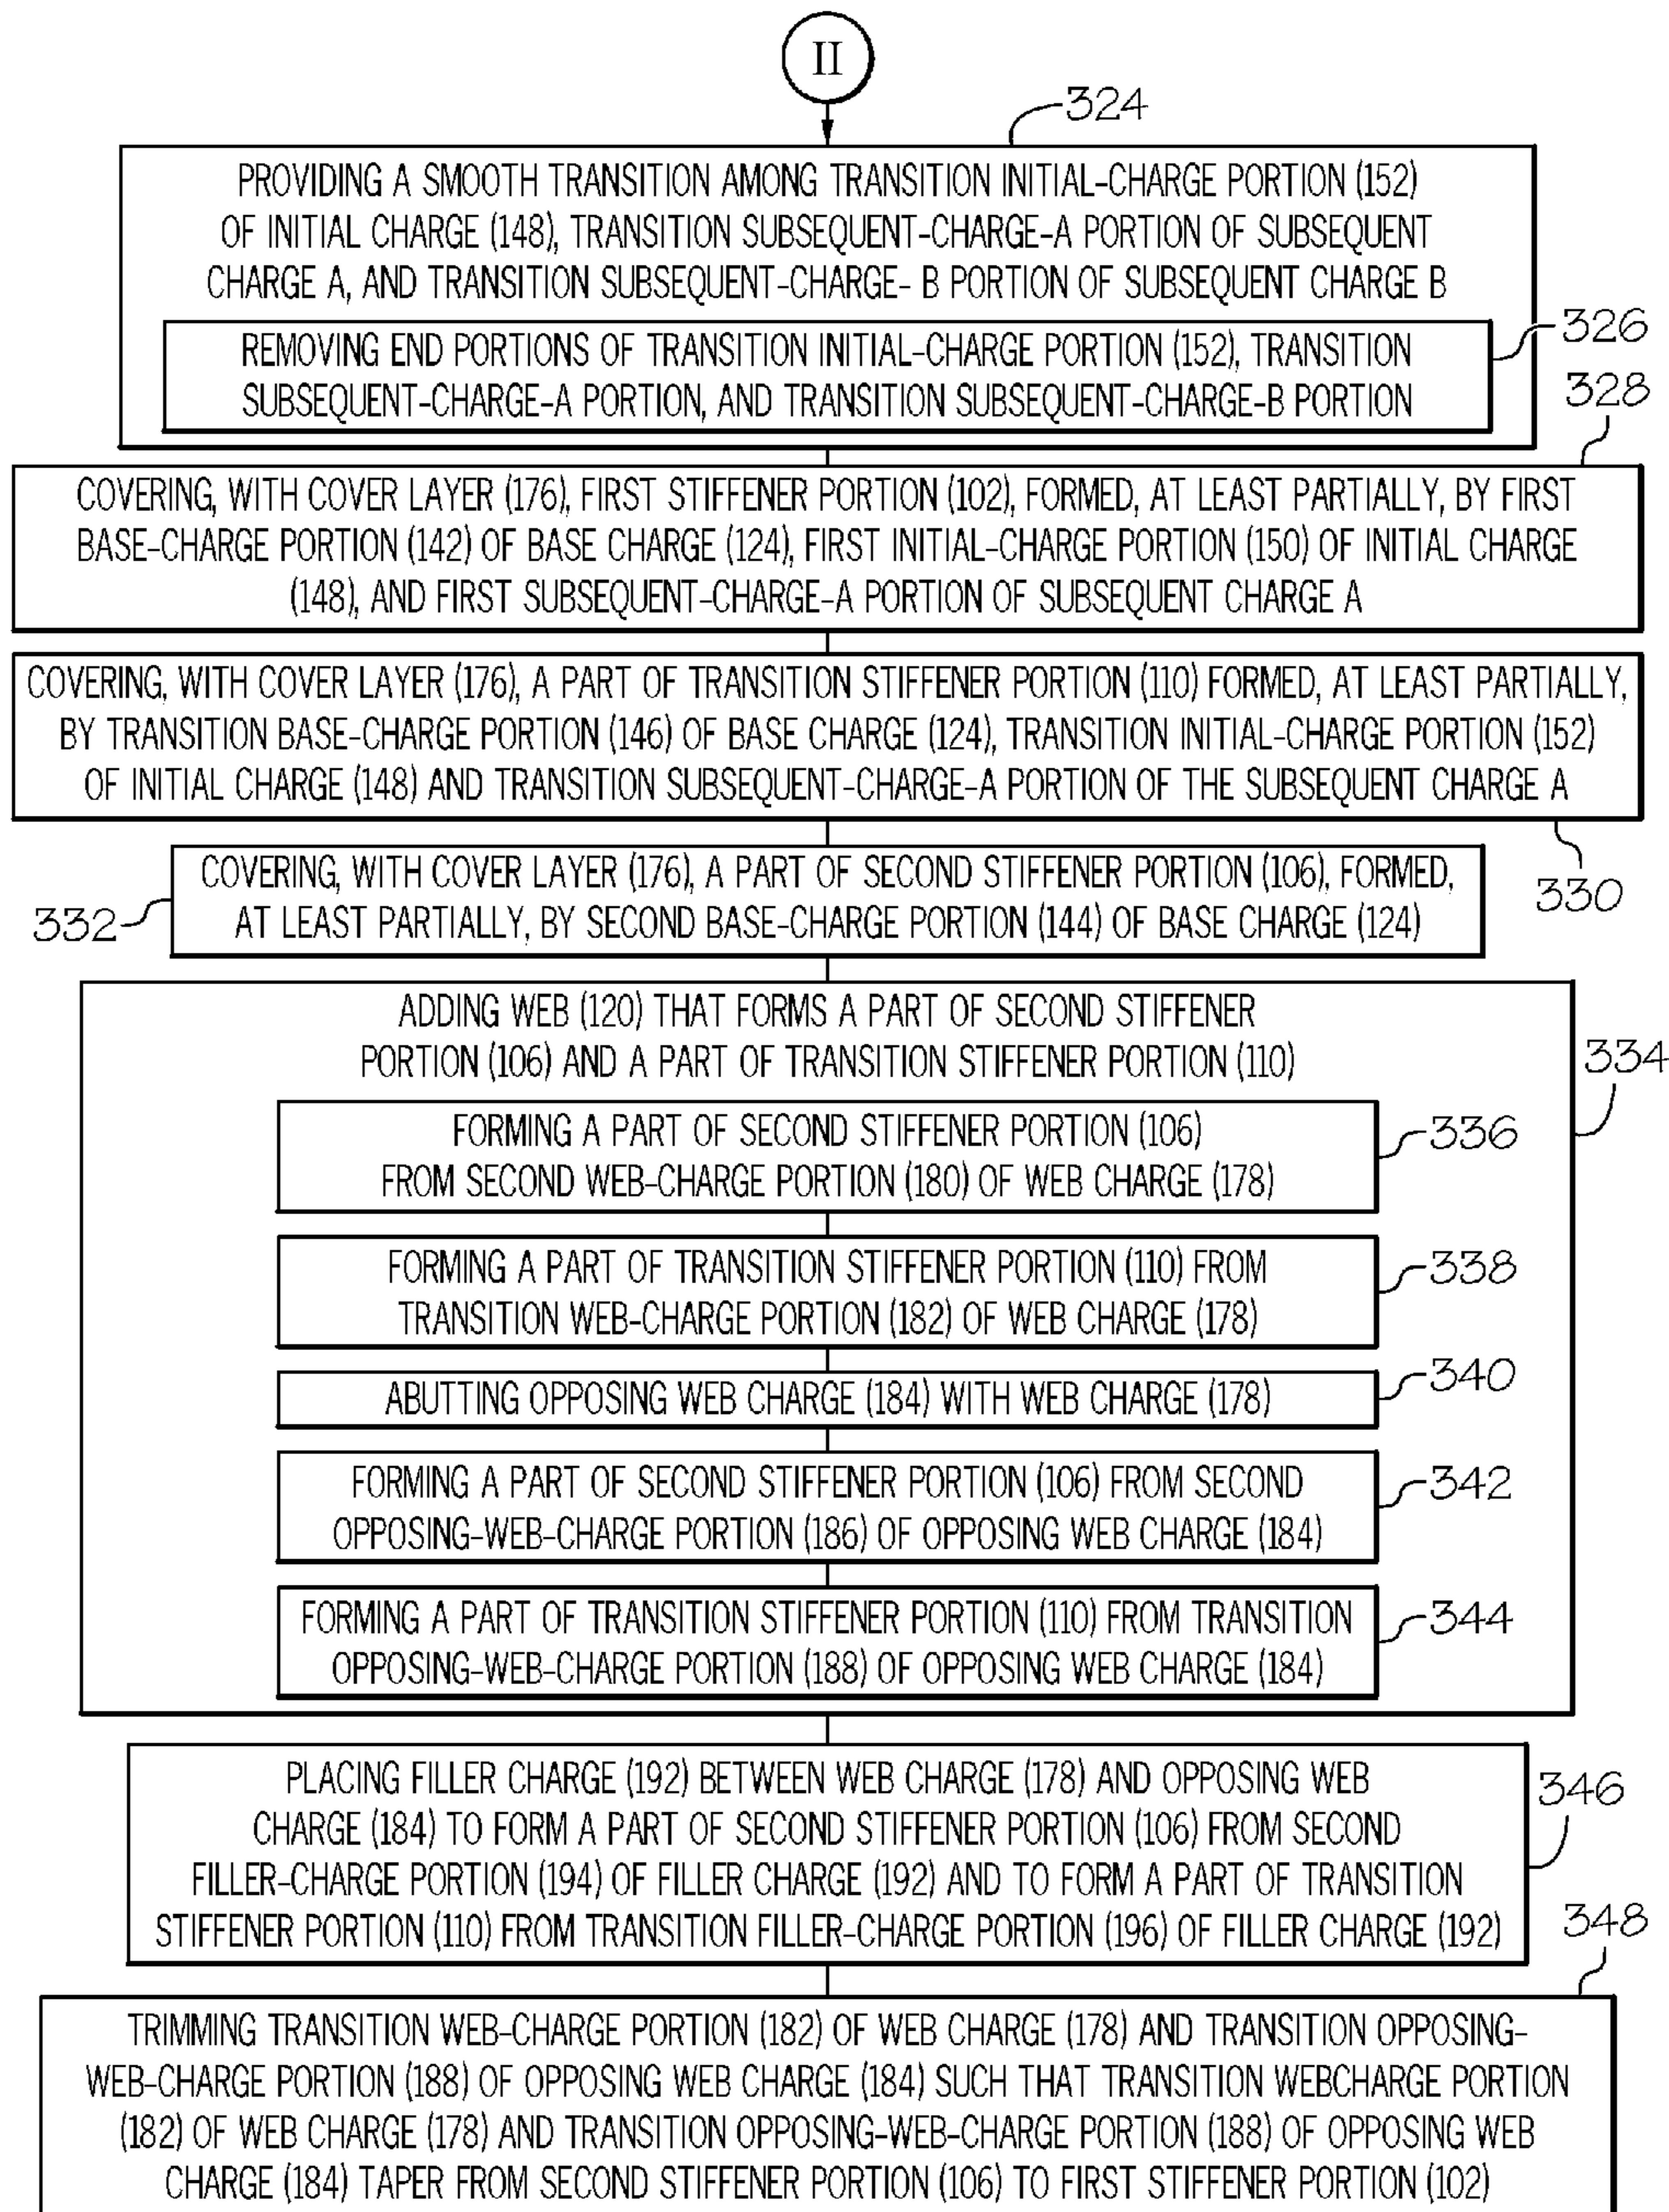 II
324
PROVIDING A SMOOTH TRANSITION AMONG TRANSITION INITIAL-CHARGE PORTION (152)
OF INITIAL CHARGE (148), TRANSITION SUBSEQUENT-CHARGE-A PORTION OF SUBSEQUENT
CHARGE A, AND TRANSITION SUBSEQUENT-CHARGE- B PORTION OF SUBSEQUENT CHARGE B
326
REMOVING END PORTIONS OF TRANSITION INITIAL-CHARGE PORTION (152), TRANSITION
SUBSEQUENT-CHARGE-A PORTION, AND TRANSITION SUBSEQUENT-CHARGE-B PORTION
328
COVERING, WITH COVER LAYER (176), FIRST STIFFENER PORTION (102), FORMED, AT LEAST PARTIALLY, BY FIRST
BASE-CHARGE PORTION (142) OF BASE CHARGE (124), FIRST INITIAL-CHARGE PORTION (150) OF INITIAL CHARGE
(148), AND FIRST SUBSEQUENT-CHARGE-A PORTION OF SUBSEQUENT CHARGE A
COVERING, WITH COVER LAYER (176), A PART OF TRANSITION STIFFENER PORTION (110) FORMED, AT LEAST PARTIALLY,
BY TRANSITION BASE-CHARGE PORTION (146) OF BASE CHARGE (124), TRANSITION INITIAL-CHARGE PORTION (152)
OF INITIAL CHARGE (148) AND TRANSITION SUBSEQUENT-CHARGE-A PORTION OF THE SUBSEQUENT CHARGE A
330
332
COVERING, WITH COVER LAYER (176), A PART OF SECOND STIFFENER PORTION (106), FORMED,
AT LEAST PARTIALLY, BY SECOND BASE-CHARGE PORTION (144) OF BASE CHARGE (124)
ADDING WEB (120) THAT FORMS A PART OF SECOND STIFFENER
PORTION (106) AND A PART OF TRANSITION STIFFENER PORTION (110)
334
FORMING A PART OF SECOND STIFFENER PORTION (106)
FROM SECOND WEB-CHARGE PORTION (180) OF WEB CHARGE (178)
336
FORMING A PART OF TRANSITION STIFFENER PORTION (110) FROM
TRANSITION WEB-CHARGE PORTION (182) OF WEB CHARGE (178)
338
ABUTTING OPPOSING WEB CHARGE (184) WITH WEB CHARGE (178)
340
FORMING A PART OF SECOND STIFFENER PORTION (106) FROM SECOND
OPPOSING-WEB-CHARGE PORTION (186) OF OPPOSING WEB CHARGE (184)
342
FORMING A PART OF TRANSITION STIFFENER PORTION (110) FROM TRANSITION
OPPOSING-WEB-CHARGE PORTION (188) OF OPPOSING WEB CHARGE (184)
344
PLACING FILLER CHARGE (192) BETWEEN WEB CHARGE (178) AND OPPOSING WEB
CHARGE (184) TO FORM A PART OF SECOND STIFFENER PORTION (106) FROM SECOND
FILLER-CHARGE PORTION (194) OF FILLER CHARGE (192) AND TO FORM A PART OF TRANSITION
STIFFENER PORTION (110) FROM TRANSITION FILLER-CHARGE PORTION (196) OF FILLER CHARGE (192)
346
348
TRIMMING TRANSITION WEB-CHARGE PORTION (182) OF WEB CHARGE (178) AND TRANSITION OPPOSING-
WEB-CHARGE PORTION (188) OF OPPOSING WEB CHARGE (184) SUCH THAT TRANSITION WEBCHARGE PORTION
(182) OF WEB CHARGE (178) AND TRANSITION OPPOSING-WEB-CHARGE PORTION (188) OF OPPOSING WEB
CHARGE (184) TAPER FROM SECOND STIFFENER PORTION (106) TO FIRST STIFFENER PORTION (102)